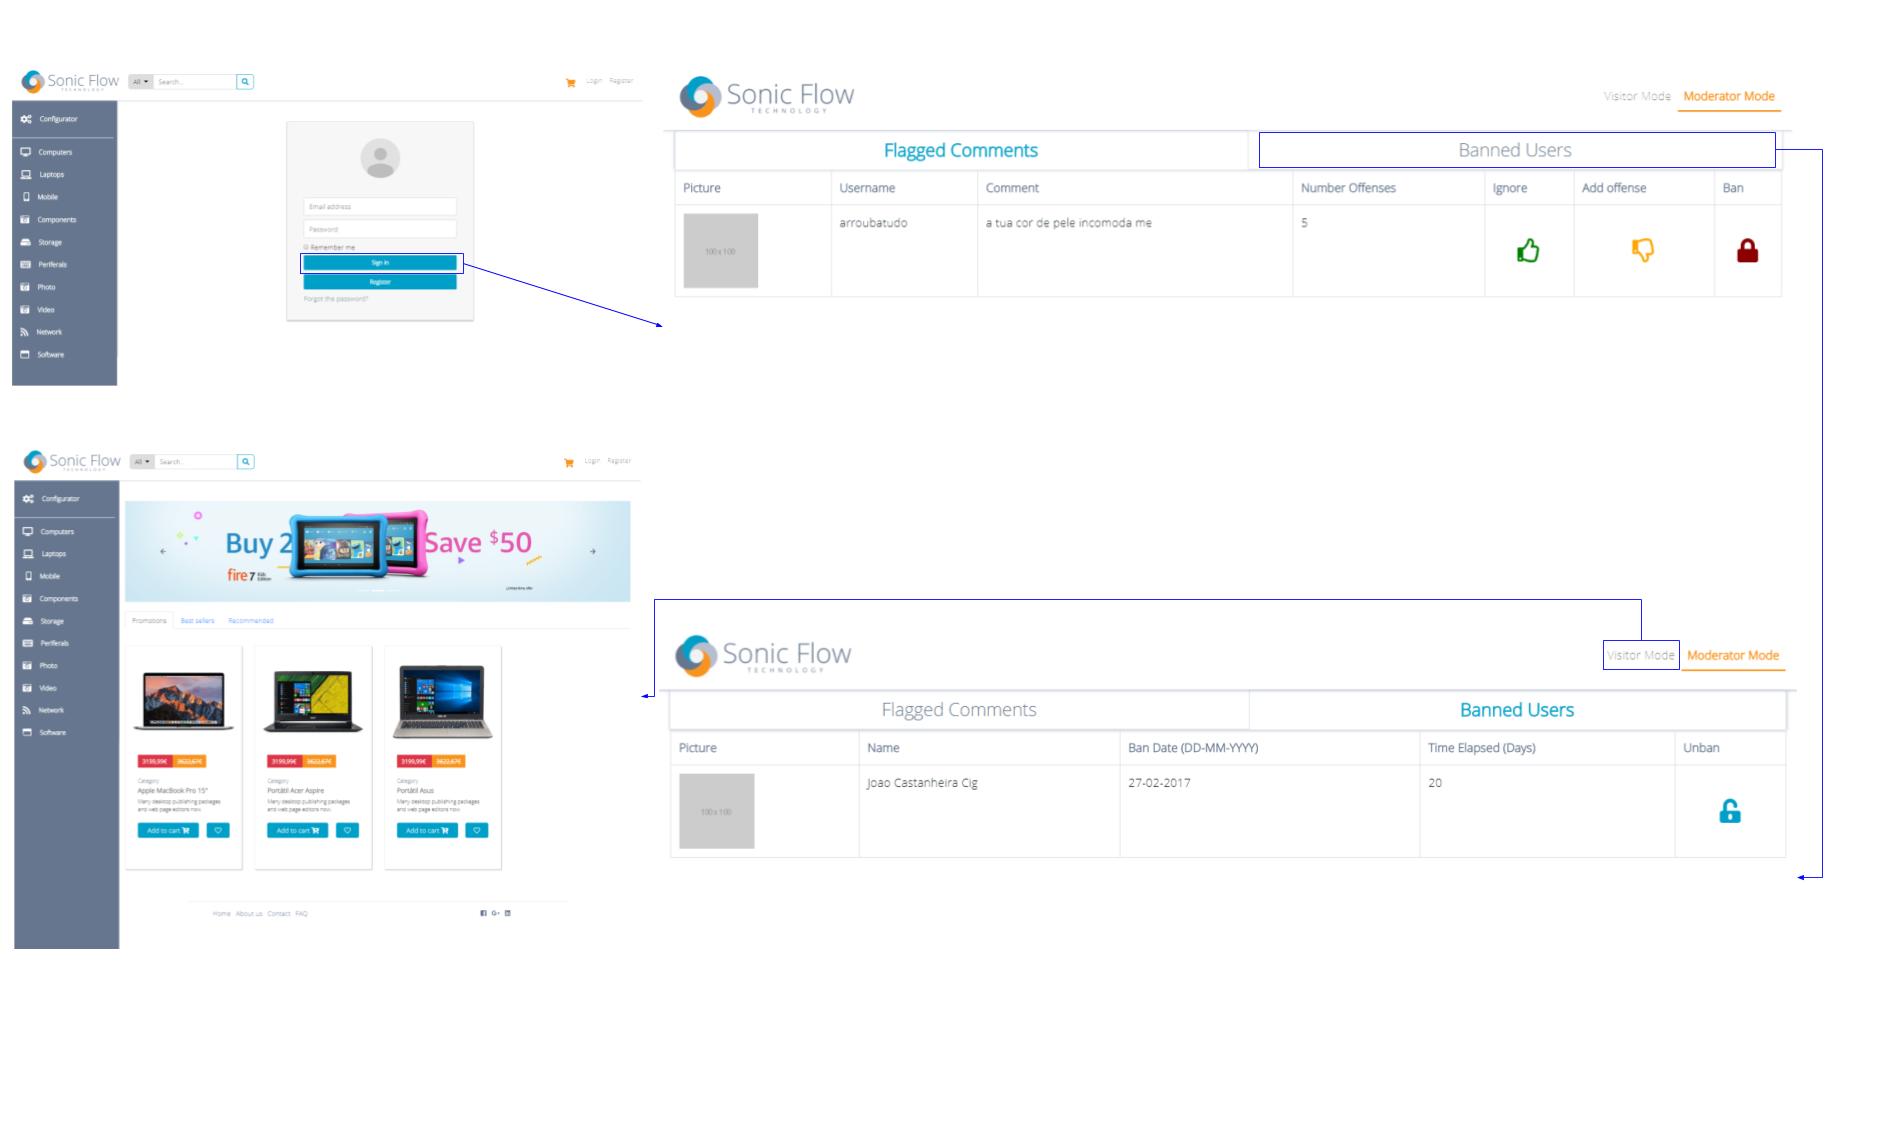 Sonic Flow
TECHNOLOGY
All
Search...
Login Register
Configurator
Computers
Laptops
Mobile
Components
Storage
Periferals
Photo
Video
Network
Software
Email address
Password
Remember me
Sign in
Register
Forgot the password?
Sonic Flow
TECHNOLOGY
Visitor Mode Moderator Mode
Flagged Comments Banned Users
Picture Username Comment Number Offenses Ignore Add offense Ban
100 x 100 arroubatudo a tua cor de pele incomoda me 5
Sonic Flow
TECHNOLOGY
All
Search...
Login Register
Configurator
Computers
Laptops
Mobile
Components
Storage
Periferals
Photo
Video
Network
Software
Buy 2 Save $50
fire 7 Kids Edition
Limited-time offer
Promotions Best sellers Recommended
3199,99€ 3622,67€
Category
Apple MacBook Pro 15"
Many desktop publishing packages
and web page editors now.
Add to cart
3199,99€ 3622,67€
Category
Portátil Acer Aspire
Many desktop publishing packages
and web page editors now.
Add to cart
3199,99€ 3622,67€
Category
Portátil Asus
Many desktop publishing packages
and web page editors now.
Add to cart
Home About us Contact FAQ
Sonic Flow
TECHNOLOGY
Visitor Mode Moderator Mode
Flagged Comments Banned Users
Picture Name Ban Date (DD-MM-YYYY) Time Elapsed (Days) Unban
100 x 100 Joao Castanheira Cig 27-02-2017 20